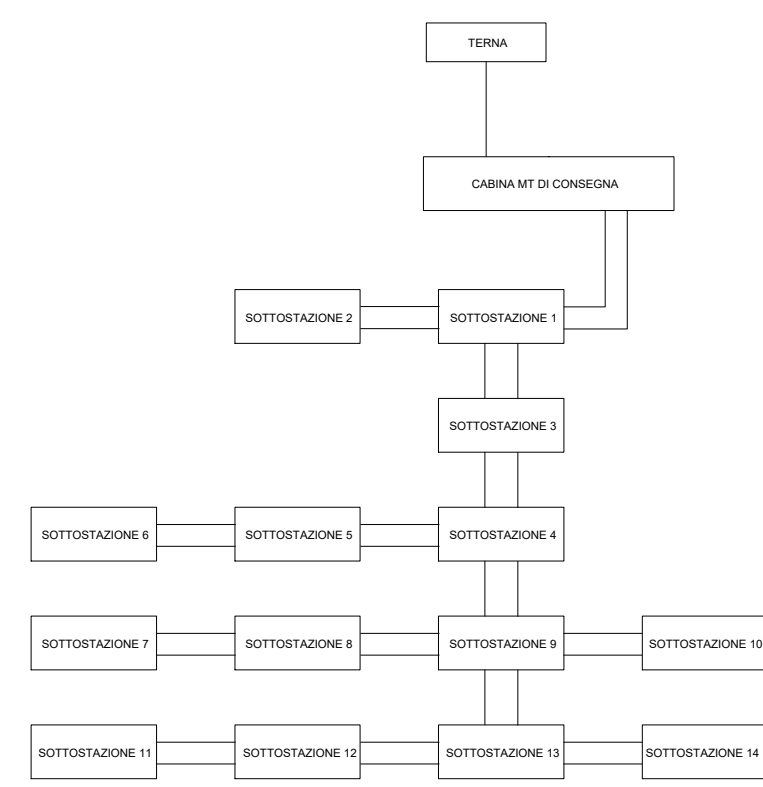 TERNA
CABINA MT DI CONSEGNA
SOTTOSTAZIONE 2
SOTTOSTAZIONE 1
SOTTOSTAZIONE 3
SOTTOSTAZIONE 6
SOTTOSTAZIONE 5
SOTTOSTAZIONE 4
SOTTOSTAZIONE 7
SOTTOSTAZIONE 8
SOTTOSTAZIONE 9
SOTTOSTAZIONE 10
SOTTOSTAZIONE 11
SOTTOSTAZIONE 12
SOTTOSTAZIONE 13
SOTTOSTAZIONE 14